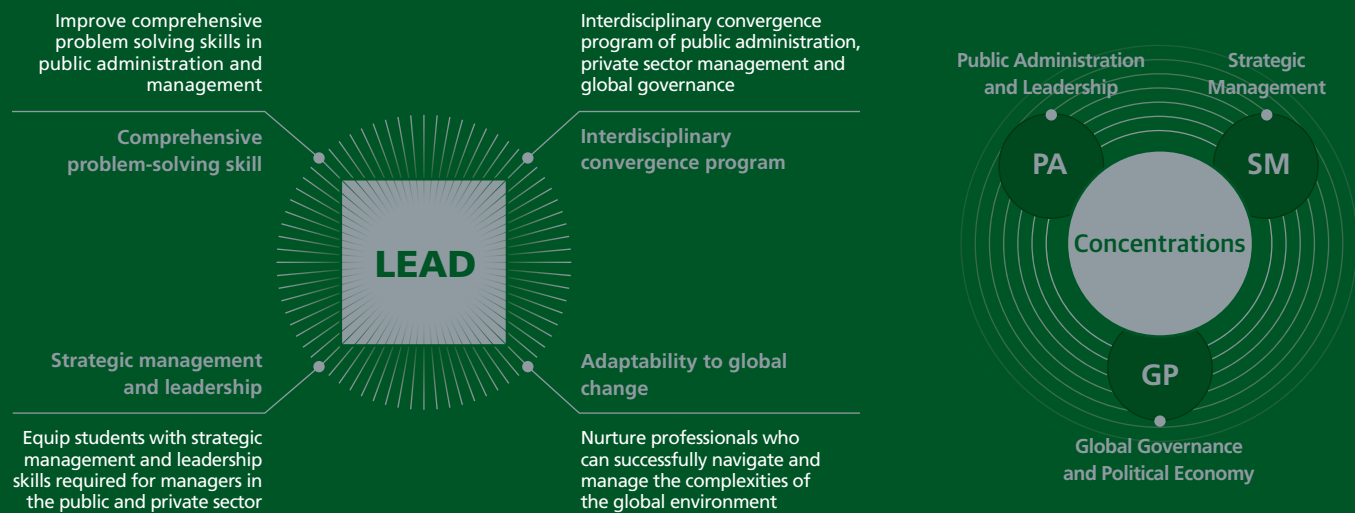 Improve comprehensive
problem solving skills in
public administration and
management
Comprehensive
problem-solving skill
Interdisciplinary convergence
program of public administration,
private sector management and
global governance
Interdisciplinary
convergence program
LEAD
Strategic management
and leadership
Equip students with strategic
management and leadership
skills required for managers in
the public and private sector
Adaptability to global
change
Nurture professionals who
can successfully navigate and
manage the complexities of
the global environment
Public Administration
and Leadership
PA
Strategic
Management
SM
Concentrations
GP
Global Governance
and Political Economy